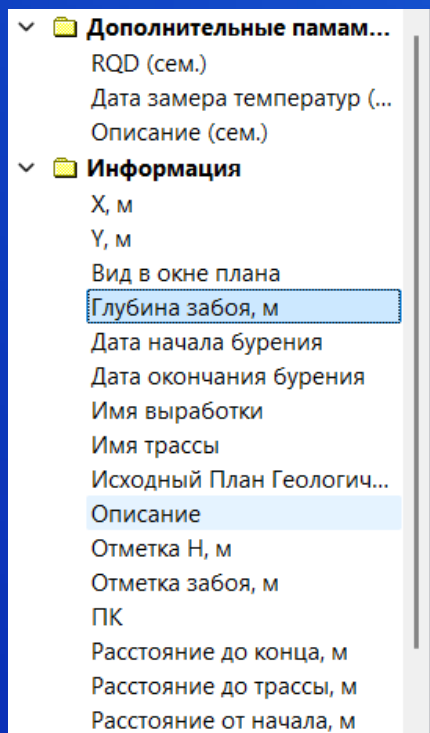 Дополнительные памам...
RQD (сем.)
Дата замера температур (...
Описание (сем.)
Информация
X, м
Y, м
Вид в окне плана
Глубина забоя, м
Дата начала бурения
Дата окончания бурения
Имя выработки
Имя трассы
Исходный План Геологич...
Описание
Отметка H, м
Отметка забоя, м
ПК
Расстояние до конца, м
Расстояние до трассы, м
Расстояние от начала, м